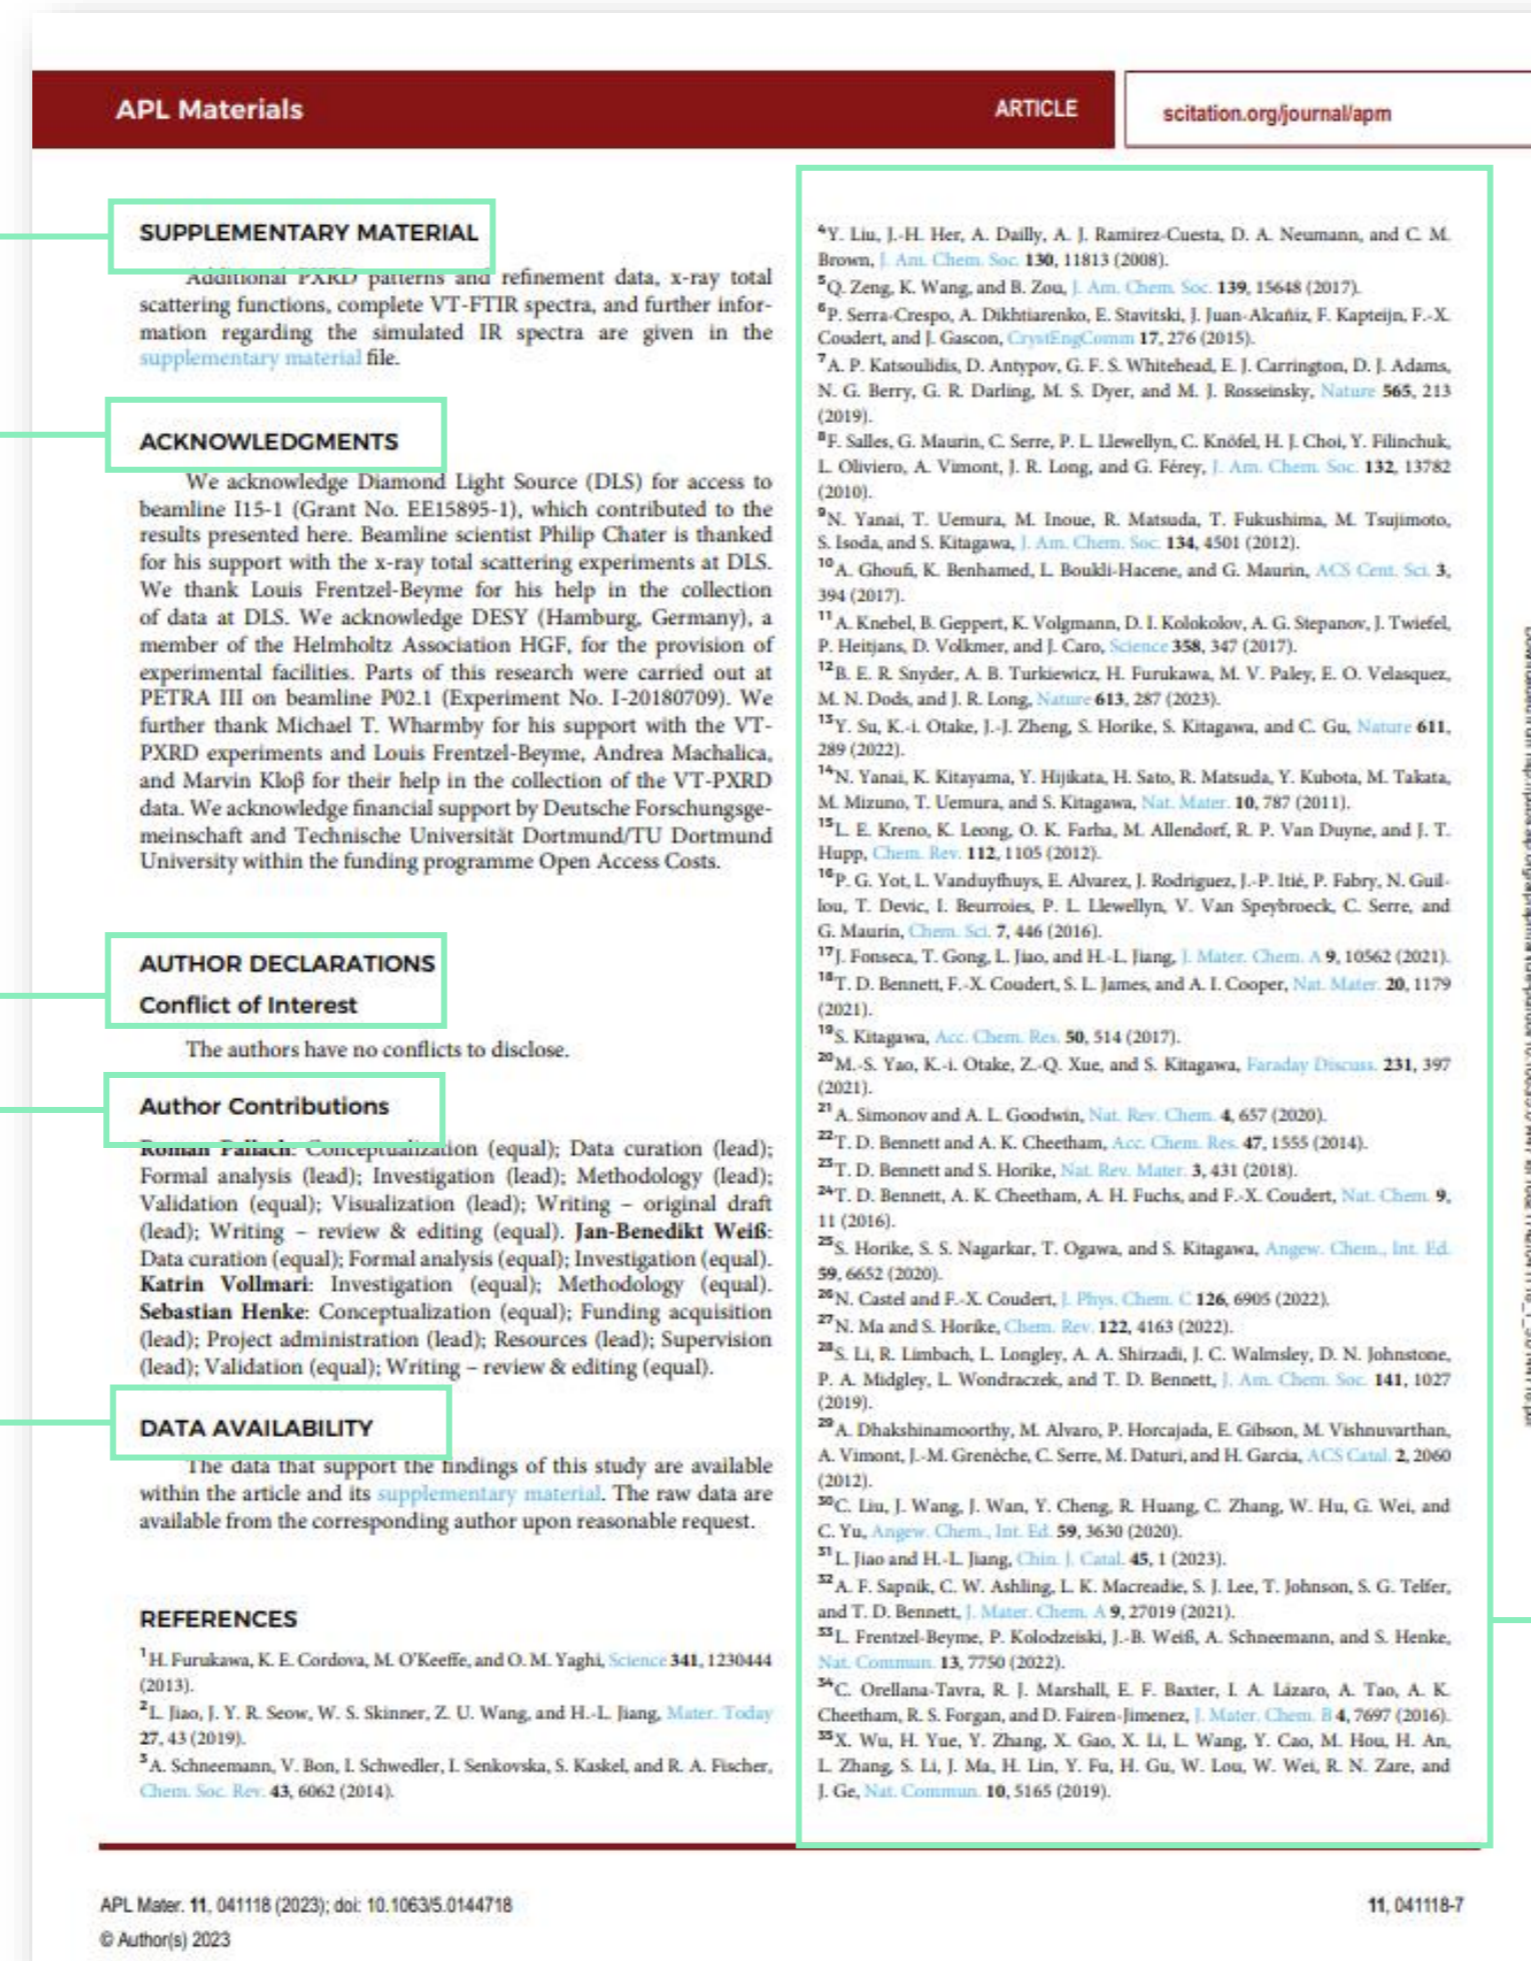 APL Materials
ARTICLE
scitation.org/journal/apm
SUPPLEMENTARY MATERIAL
Additional PXRD patterns and refinement data, x-ray total
scattering functions, complete VT-FTIR spectra, and further infor-
mation regarding the simulated IR spectra are given in the
supplementary material file.
ACKNOWLEDGMENTS
We acknowledge Diamond Light Source (DLS) for access to
beamline I15-1 (Grant No. EE15895-1), which contributed to the
results presented here. Beamline scientist Philip Chater is thanked
for his support with the x-ray total scattering experiments at DLS.
We thank Louis Frentzel-Beyme for his help in the collection
of data at DLS. We acknowledge DESY (Hamburg, Germany), a
member of the Helmholtz Association HGF, for the provision of
experimental facilities. Parts of this research were carried out at
PETRA III on beamline P02.1 (Experiment No. I-20180709). We
further thank Michael T. Wharmby for his support with the VT-
PXRD experiments and Louis Frentzel-Beyme, Andrea Machalica,
and Marvin Kloβ for their help in the collection of the VT-PXRD
data. We acknowledge financial support by Deutsche Forschungsge-
meinschaft and Technische Universität Dortmund/TU Dortmund
University within the funding programme Open Access Costs.
AUTHOR DECLARATIONS
Conflict of Interest
The authors have no conflicts to disclose.
Author Contributions
Roman Pallach: Conceptualization (equal); Data curation (lead);
Formal analysis (lead); Investigation (lead); Methodology (lead);
Validation (equal); Visualization (lead); Writing – original draft
(lead); Writing – review & editing (equal). Jan-Benedikt Weiß:
Data curation (equal); Formal analysis (equal); Investigation (equal).
Katrin Vollmari: Investigation (equal); Methodology (equal).
Sebastian Henke: Conceptualization (equal); Funding acquisition
(lead); Project administration (lead); Resources (lead); Supervision
(lead); Validation (equal); Writing – review & editing (equal).
DATA AVAILABILITY
The data that support the findings of this study are available
within the article and its supplementary material. The raw data are
available from the corresponding author upon reasonable request.
REFERENCES
1H. Furukawa, K. E. Cordova, M. O'Keeffe, and O. M. Yaghi, Science 341, 1230444
(2013).
2L. Jiao, J. Y. R. Seow, W. S. Skinner, Z. U. Wang, and H.-L. Jiang, Mater. Today
27, 43 (2019).
3A. Schneemann, V. Bon, I. Schwedler, I. Senkovska, S. Kaskel, and R. A. Fischer,
Chem. Soc. Rev. 43, 6062 (2014).
4Y. Liu, J.-H. Her, A. Dailly, A. J. Ramirez-Cuesta, D. A. Neumann, and C. M.
Brown, J. Am. Chem. Soc. 130, 11813 (2008).
5Q. Zeng, K. Wang, and B. Zou, J. Am. Chem. Soc. 139, 15648 (2017).
6P. Serra-Crespo, A. Dikhtiarenko, E. Stavitski, J. Juan-Alcañiz, F. Kapteijn, F.-X.
Coudert, and J. Gascon, CrystEngComm 17, 276 (2015).
7A. P. Katsoulidis, D. Antypov, G. F. S. Whitehead, E. J. Carrington, D. J. Adams,
N. G. Berry, G. R. Darling, M. S. Dyer, and M. J. Rosseinsky, Nature 565, 213
(2019).
8F. Salles, G. Maurin, C. Serre, P. L. Llewellyn, C. Knöfel, H. J. Choi, Y. Filinchuk,
L. Oliviero, A. Vimont, J. R. Long, and G. Férey, J. Am. Chem. Soc. 132, 13782
(2010).
9N. Yanai, T. Uemura, M. Inoue, R. Matsuda, T. Fukushima, M. Tsujimoto,
S. Isoda, and S. Kitagawa, J. Am. Chem. Soc. 134, 4501 (2012).
10A. Ghoufi, K. Benhamed, L. Boukli-Hacene, and G. Maurin, ACS Cent. Sci. 3,
394 (2017).
11A. Knebel, B. Geppert, K. Volgmann, D. I. Kolokolov, A. G. Stepanov, J. Twiefel,
P. Heitjans, D. Volkmer, and J. Caro, Science 358, 347 (2017).
12B. E. R. Snyder, A. B. Turkiewicz, H. Furukawa, M. V. Paley, E. O. Velasquez,
M. N. Dods, and J. R. Long, Nature 613, 287 (2023).
13Y. Su, K.-i. Otake, J.-J. Zheng, S. Horike, S. Kitagawa, and C. Gu, Nature 611,
289 (2022).
14N. Yanai, K. Kitayama, Y. Hijikata, H. Sato, R. Matsuda, Y. Kubota, M. Takata,
M. Mizuno, T. Uemura, and S. Kitagawa, Nat. Mater. 10, 787 (2011).
15L. E. Kreno, K. Leong, O. K. Farha, M. Allendorf, R. P. Van Duyne, and J. T.
Hupp, Chem. Rev. 112, 1105 (2012).
16P. G. Yot, L. Vanduyfhuys, E. Alvarez, J. Rodriguez, J.-P. Itié, P. Fabry, N. Guil-
lou, T. Devic, I. Beurroies, P. L. Llewellyn, V. Van Speybroeck, C. Serre, and
G. Maurin, Chem. Sci. 7, 446 (2016).
17J. Fonseca, T. Gong, L. Jiao, and H.-L. Jiang, J. Mater. Chem. A 9, 10562 (2021).
18T. D. Bennett, F.-X. Coudert, S. L. James, and A. I. Cooper, Nat. Mater. 20, 1179
(2021).
19S. Kitagawa, Acc. Chem. Res. 50, 514 (2017).
20M.-S. Yao, K.-i. Otake, Z.-Q. Xue, and S. Kitagawa, Faraday Discuss. 231, 397
(2021).
21A. Simonov and A. L. Goodwin, Nat. Rev. Chem. 4, 657 (2020).
22T. D. Bennett and A. K. Cheetham, Acc. Chem. Res. 47, 1555 (2014).
23T. D. Bennett and S. Horike, Nat. Rev. Mater. 3, 431 (2018).
24T. D. Bennett, A. K. Cheetham, A. H. Fuchs, and F.-X. Coudert, Nat. Chem. 9,
11 (2016).
25S. Horike, S. S. Nagarkar, T. Ogawa, and S. Kitagawa, Angew. Chem., Int. Ed.
59, 6652 (2020).
26N. Castel and F.-X. Coudert, J. Phys. Chem. C 126, 6905 (2022).
27N. Ma and S. Horike, Chem. Rev. 122, 4163 (2022).
28S. Li, R. Limbach, L. Longley, A. A. Shirzadi, J. C. Walmsley, D. N. Johnstone,
P. A. Midgley, L. Wondraczek, and T. D. Bennett, J. Am. Chem. Soc. 141, 1027
(2019).
29A. Dhakshinamoorthy, M. Alvaro, P. Horcajada, E. Gibson, M. Vishnuvarthan,
A. Vimont, J.-M. Grenèche, C. Serre, M. Daturi, and H. Garcia, ACS Catal. 2, 2060
(2012).
30C. Liu, J. Wang, J. Wan, Y. Cheng, R. Huang, C. Zhang, W. Hu, G. Wei, and
C. Yu, Angew. Chem., Int. Ed. 59, 3630 (2020).
31L. Jiao and H.-L. Jiang, Chin. J. Catal. 45, 1 (2023).
32A. F. Sapnik, C. W. Ashling, L. K. Macreadie, S. J. Lee, T. Johnson, S. G. Telfer,
and T. D. Bennett, J. Mater. Chem. A 9, 27019 (2021).
33L. Frentzel-Beyme, P. Kolodzeiski, J.-B. Weiß, A. Schneemann, and S. Henke,
Nat. Commun. 13, 7750 (2022).
34C. Orellana-Tavra, R. J. Marshall, E. F. Baxter, I. A. Lázaro, A. Tao, A. K.
Cheetham, R. S. Forgan, and D. Fairen-Jimenez, J. Mater. Chem. B 4, 7697 (2016).
35X. Wu, H. Yue, Y. Zhang, X. Gao, X. Li, L. Wang, Y. Cao, M. Hou, H. An,
L. Zhang, S. Li, J. Ma, H. Lin, Y. Fu, H. Gu, W. Lou, W. Wei, R. N. Zare, and
J. Ge, Nat. Commun. 10, 5165 (2019).
APL Mater. 11, 041118 (2023); doi: 10.1063/5.0144718
11, 041118-7
© Author(s) 2023